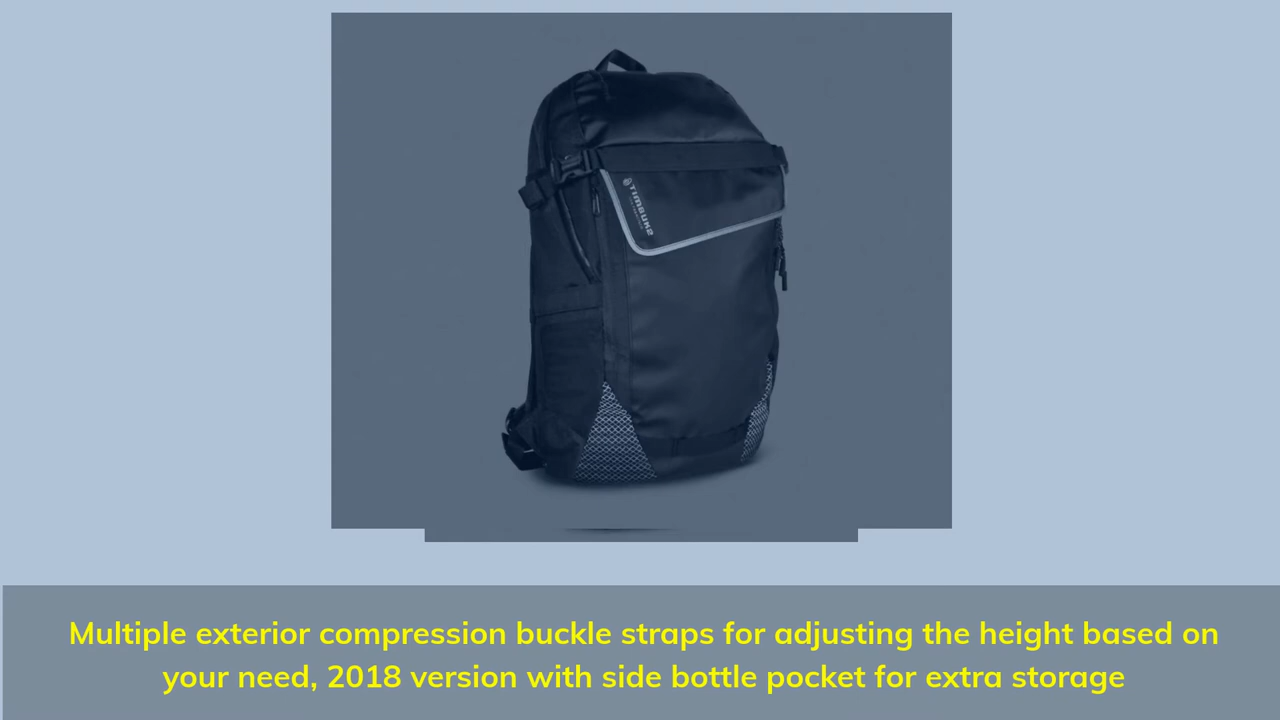 TIMBUK2
Multiple exterior compression buckle straps for adjusting the height based on
your need, 2018 version with side bottle pocket for extra storage